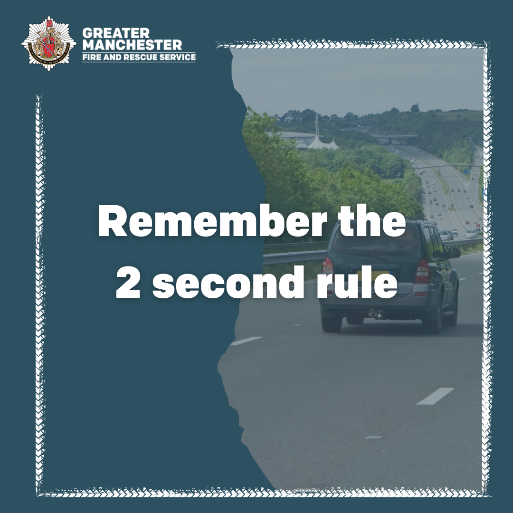 GREATER
MANCHESTER
FIRE AND RESCUE SERVICE
Remember the
2 second rule